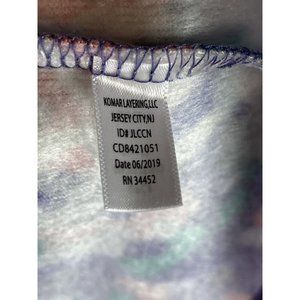 KOMAR LAYERING,LLC
JERSEY CITY,NJ
ID# JLCCN
CD8421051
Date 06/2019
RN 34452